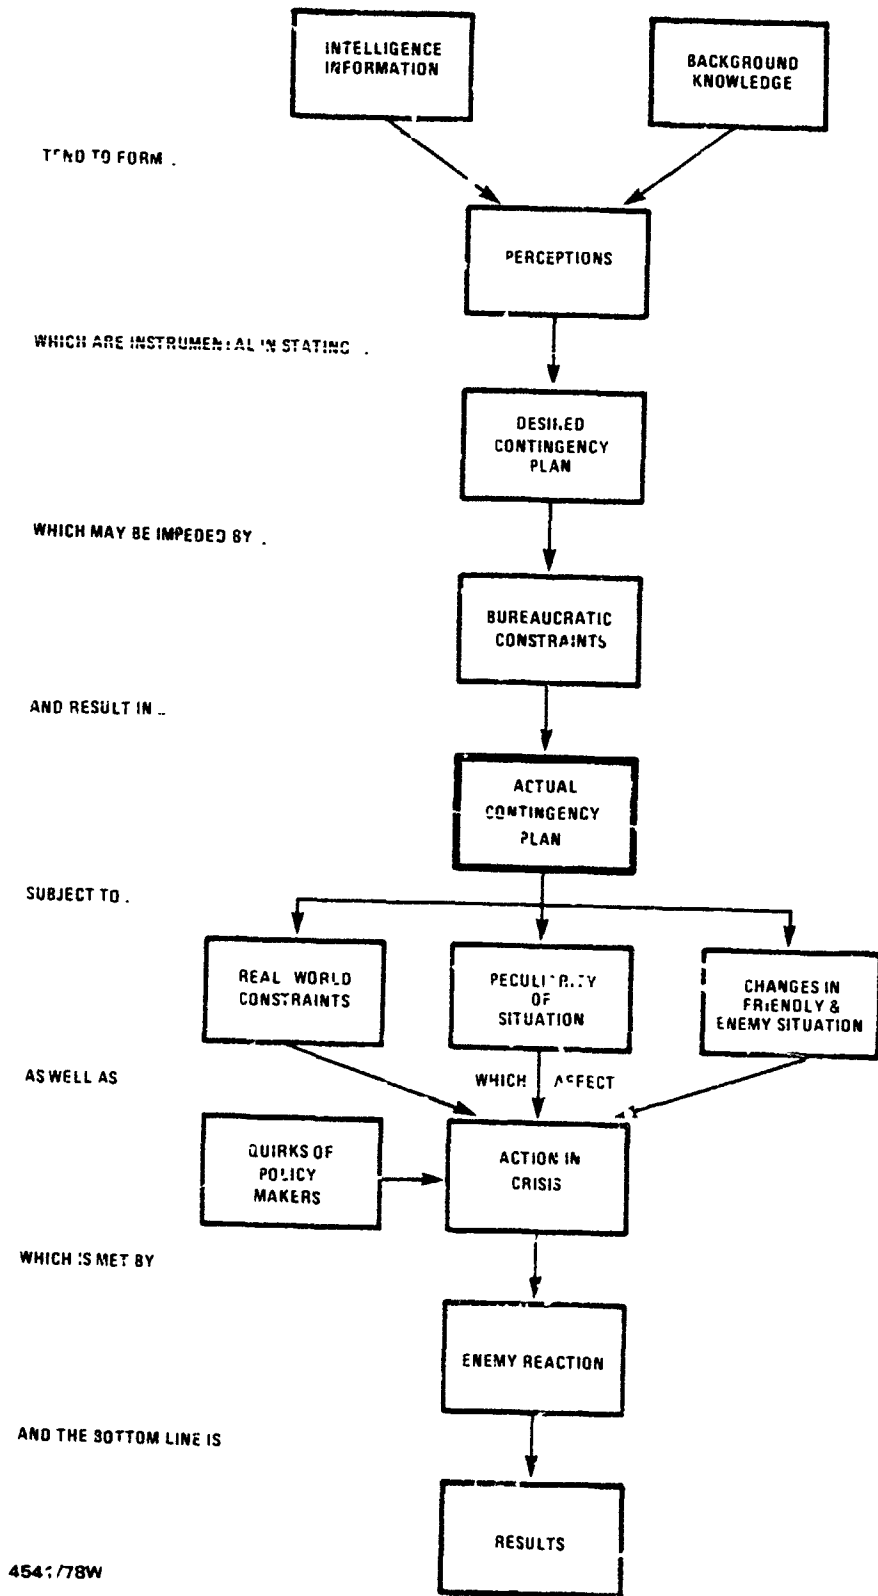 INTELLIGENCE
INFORMATION
BACKGROUND
KNOWLEDGE
TEND TO FORM .
PERCEPTIONS
WHICH ARE INSTRUMENTAL IN STATING .
DESIRED
CONTINGENCY
PLAN
WHICH MAY BE IMPEDED BY .
BUREAUCRATIC
CONSTRAINTS
AND RESULT IN ..
ACTUAL
CONTINGENCY
PLAN
SUBJECT TO .
REAL WORLD
CONSTRAINTS
PECULIARITY
OF
SITUATION
CHANGES IN
FRIENDLY &
ENEMY SITUATION
AS WELL AS
WHICH AFFECT
QUIRKS OF
POLICY
MAKERS
ACTION IN
CRISIS
WHICH IS MET BY
ENEMY REACTION
AND THE BOTTOM LINE IS
RESULTS